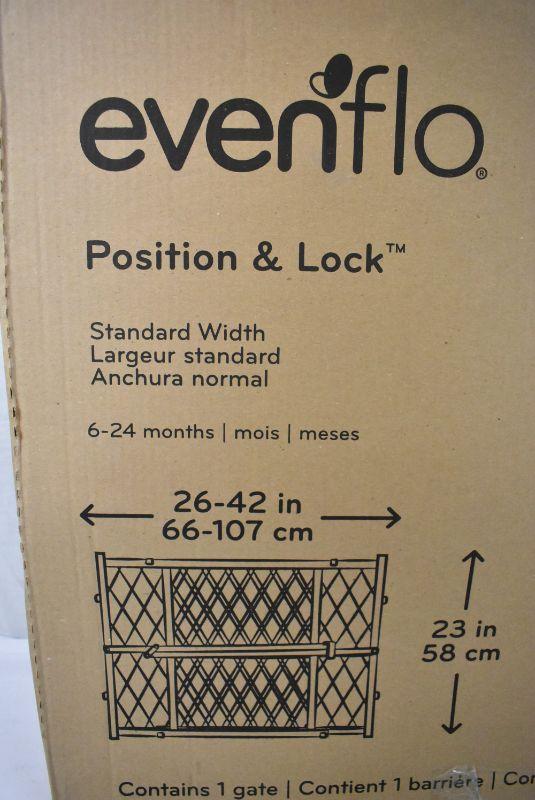 evenflo®
Position & Lock™
Standard Width
Largeur standard
Anchura normal
6-24 months | mois | meses
26-42 in
66-107 cm
23 in
58 cm
Contains 1 gate | Contient 1 barrière |